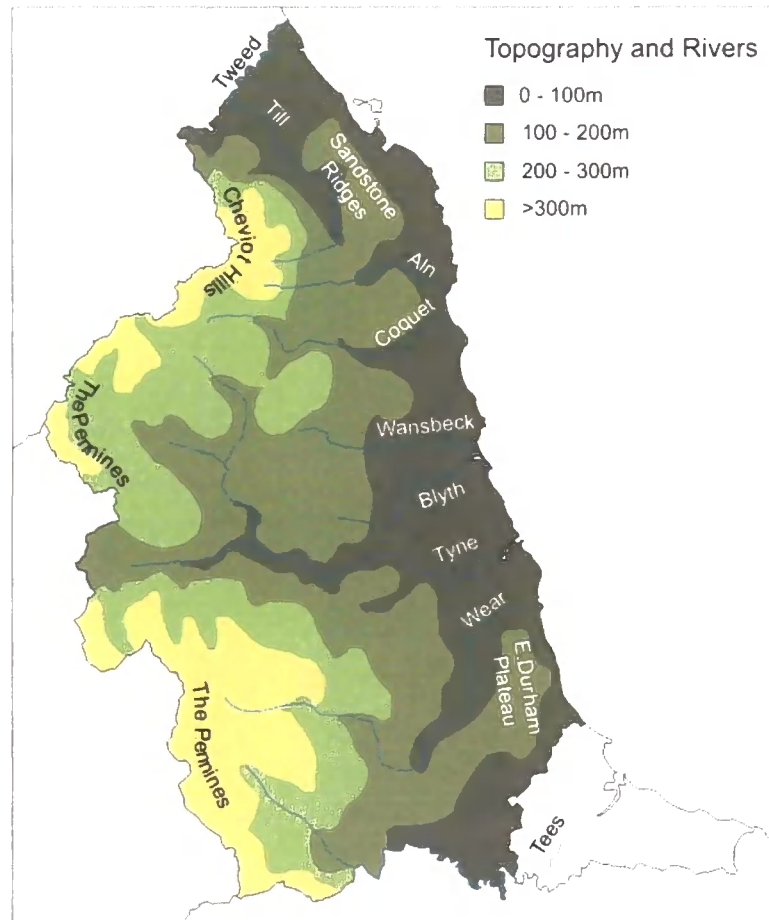 Topography and Rivers
0 - 100m
100 - 200m
200 - 300m
>300m
Tweed
Till
Sandstone
Ridges
Cheviot Hills
Aln
Coquet
The Pennines
Wansbeck
Blyth
Tyne
Wear
E.Durham
Plateau
The Pennines
Tees